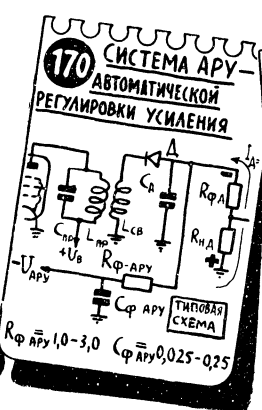 170
СИСТЕМА АРУ—
АВТОМАТИЧЕСКОЙ
РЕГУЛИРОВКИ УСИЛЕНИЯ
Iд=
Д
Cд
Rф д
Cпр
Lпр
Lсв
Rн д
+Uв
Rф-АРУ
-UАРУ
Cф АРУ
ТИПОВАЯ
СХЕМА
Rф АРУ = 1,0-3,0 Cф АРУ = 0,025-0,25